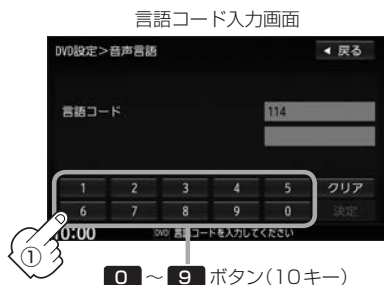 言語コード入力画面
DVD設定>音声言語
◀ 戻る
言語コード
114
1 2 3 4 5 クリア
6 7 8 9 0 決定
①
10:00 DVD 言語コードを入力してください
0 ~ 9 ボタン(10キー)